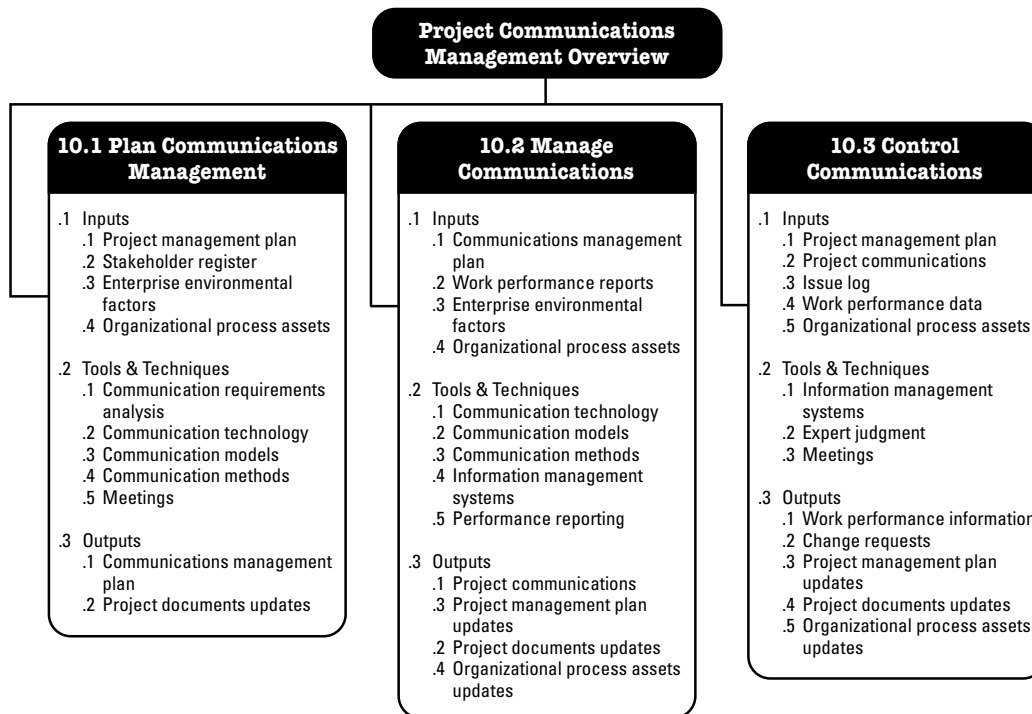 Project Communications
Management Overview
10.1 Plan Communications
Management
.1 Inputs
.1 Project management plan
.2 Stakeholder register
.3 Enterprise environmental
factors
.4 Organizational process assets
.2 Tools & Techniques
.1 Communication requirements
analysis
.2 Communication technology
.3 Communication models
.4 Communication methods
.5 Meetings
.3 Outputs
.1 Communications management
plan
.2 Project documents updates
10.2 Manage
Communications
.1 Inputs
.1 Communications management
plan
.2 Work performance reports
.3 Enterprise environmental
factors
.4 Organizational process assets
.2 Tools & Techniques
.1 Communication technology
.2 Communication models
.3 Communication methods
.4 Information management
systems
.5 Performance reporting
.3 Outputs
.1 Project communications
.3 Project management plan
updates
.2 Project documents updates
.4 Organizational process assets
updates
10.3 Control
Communications
.1 Inputs
.1 Project management plan
.2 Project communications
.3 Issue log
.4 Work performance data
.5 Organizational process assets
.2 Tools & Techniques
.1 Information management
systems
.2 Expert judgment
.3 Meetings
.3 Outputs
.1 Work performance information
.2 Change requests
.3 Project management plan
updates
.4 Project documents updates
.5 Organizational process assets
updates